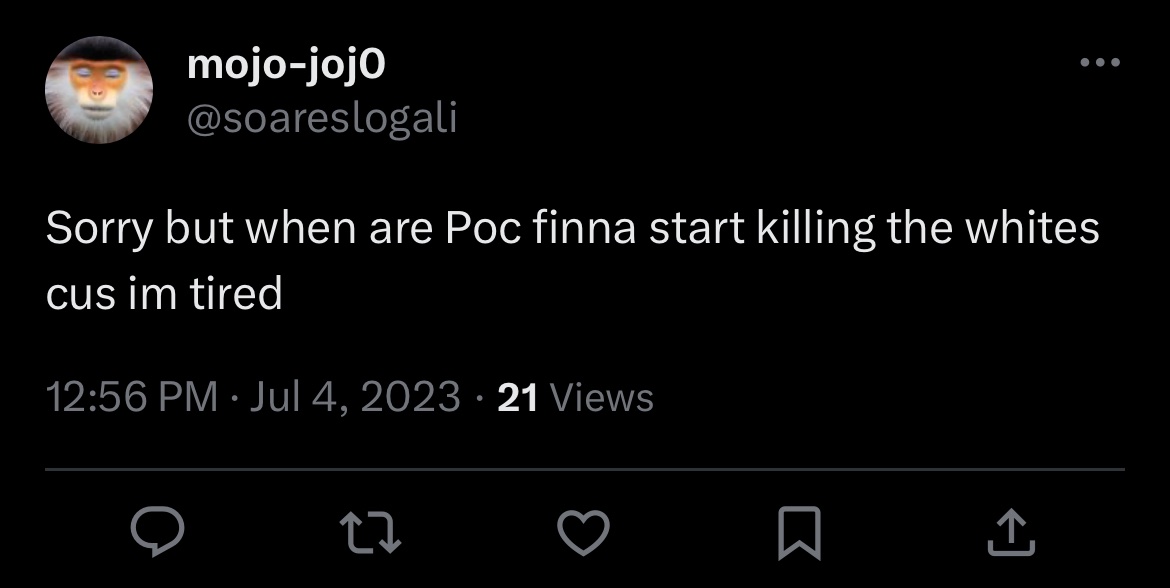 mojo-joj0
@soareslogali
Sorry but when are Poc finna start killing the whites
cus im tired
12:56 PM · Jul 4, 2023 · 21 Views